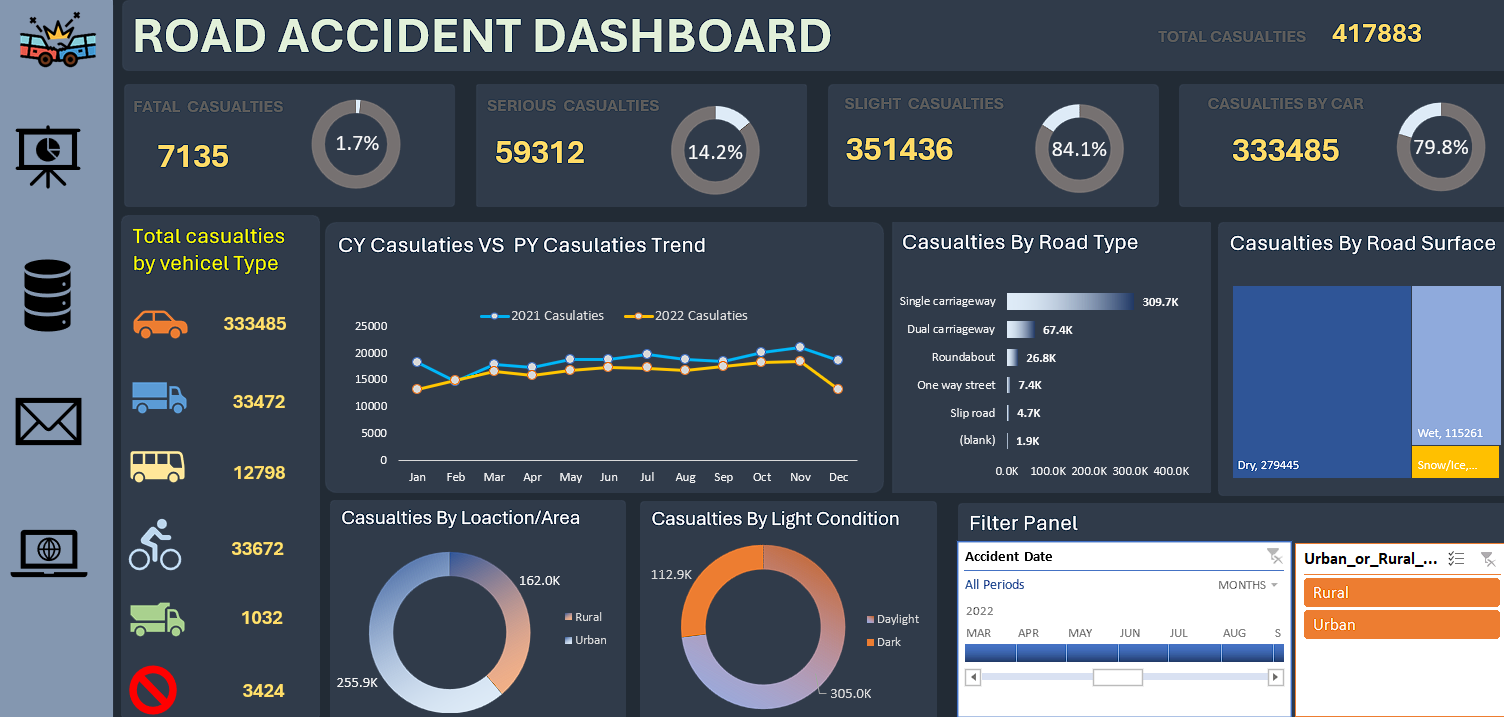 ROAD ACCIDENT DASHBOARD
TOTAL CASUALTIES 417883
FATAL CASUALTIES
7135
1.7%
SERIOUS CASUALTIES
59312
14.2%
SLIGHT CASUALTIES
351436
84.1%
CASUALTIES BY CAR
333485
79.8%
Total casualties
by vehicel Type
333485
33472
12798
33672
1032
3424
CY Casulaties VS PY Casulaties Trend
2021 Casulaties 2022 Casulaties
25000
20000
15000
10000
5000
0
Jan Feb Mar Apr May Jun Jul Aug Sep Oct Nov Dec
Casualties By Road Type
Single carriageway 309.7K
Dual carriageway 67.4K
Roundabout 26.8K
One way street 7.4K
Slip road 4.7K
(blank) 1.9K
0.0K 100.0K 200.0K 300.0K 400.0K
Casualties By Road Surface
Dry, 279445
Wet, 115261
Snow/Ice,...
Casualties By Loaction/Area
162.0K
Rural
Urban
255.9K
Casualties By Light Condition
112.9K
Daylight
Dark
305.0K
Filter Panel
Accident Date
All Periods MONTHS
2022
MAR APR MAY JUN JUL AUG S
Urban_or_Rural_...
Rural
Urban